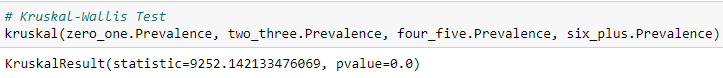 # Kruskal-Wallis Test
kruskal(zero_one.Prevalence, two_three.Prevalence, four_five.Prevalence, six_plus.Prevalence)
KruskalResult(statistic=9252.142133476069, pvalue=0.0)